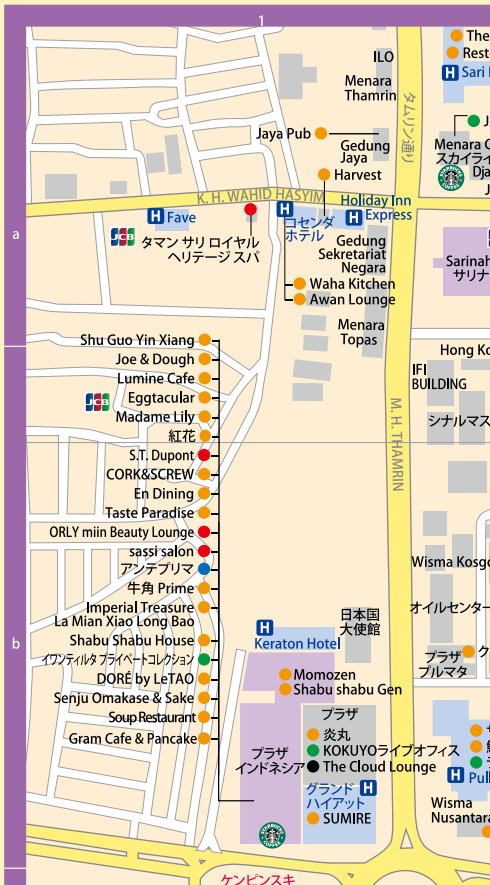 1
The
Rest
ILO
Sari
Menara
Thamrin
タムリン通り
Jaya Pub
Gedung
Jaya
Menara
スカイライ
Dja
Harvest
K. H. WAHID HASYIM
Holiday Inn
Express
H Fave
H
コセンダ
ホテル
H
a
JCB
タマン サリ ロイヤル
ヘリテージ スパ
Gedung
Sekretariat
Negara
Sarinah
サリナ
Waha Kitchen
Awan Lounge
Menara
Topas
Shu Guo Yin Xiang
Joe & Dough
Lumine Cafe
Eggtacular
Madame Lily
紅花
S.T. Dupont
CORK&SCREW
En Dining
Taste Paradise
ORLY miin Beauty Lounge
sassi salon
アンテプリマ
牛角 Prime
Imperial Treasure
La Mian Xiao Long Bao
Shabu Shabu House
イワンティルタ プライベートコレクション
DORÉ by LeTAO
Senju Omakase & Sake
Soup Restaurant
Gram Cafe & Pancake
JCB
Hong Ko
IFI
BUILDING
シナルマス
M. H. THAMRIN
Wisma Kosgo
オイルセンター
プラザ
プルマタ
ク
b
日本国
大使館
H
Keraton Hotel
Momozen
Shabu shabu Gen
プラザ
炎丸
KOKUYOライブオフィス
The Cloud Lounge
プラザ
インドネシア
グランド H
ハイアット
SUMIRE
STARBUCKS COFFEE
H Pull
Wisma
Nusantara
ケンピンスキ